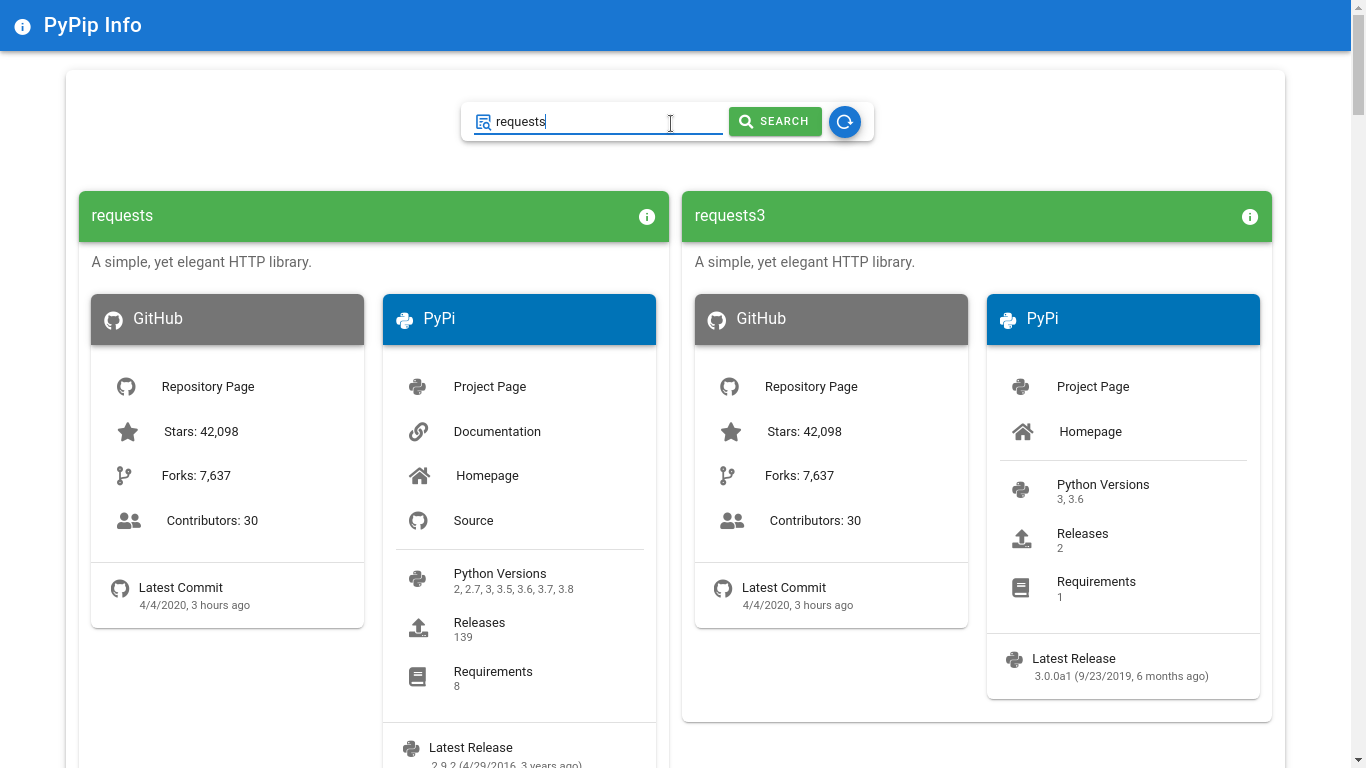 PyPip Info
requests
SEARCH
requests
A simple, yet elegant HTTP library.
GitHub
Repository Page
Stars: 42,098
Forks: 7,637
Contributors: 30
Latest Commit
4/4/2020, 3 hours ago
PyPi
Project Page
Documentation
Homepage
Source
Python Versions
2, 2.7, 3, 3.5, 3.6, 3.7, 3.8
Releases
139
Requirements
8
Latest Release
2.9.2 (4/29/2016, 3 years ago)
requests3
A simple, yet elegant HTTP library.
GitHub
Repository Page
Stars: 42,098
Forks: 7,637
Contributors: 30
Latest Commit
4/4/2020, 3 hours ago
PyPi
Project Page
Homepage
Python Versions
3, 3.6
Releases
2
Requirements
1
Latest Release
3.0.0a1 (9/23/2019, 6 months ago)